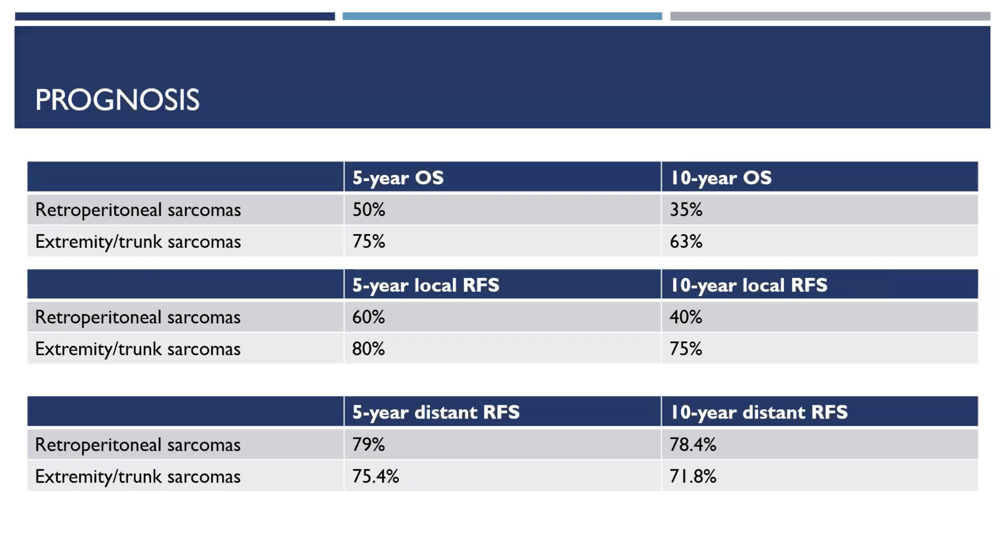 PROGNOSIS
5-year OS 10-year OS
Retroperitoneal sarcomas 50% 35%
Extremity/trunk sarcomas 75% 63%
5-year local RFS 10-year local RFS
Retroperitoneal sarcomas 60% 40%
Extremity/trunk sarcomas 80% 75%
5-year distant RFS 10-year distant RFS
Retroperitoneal sarcomas 79% 78.4%
Extremity/trunk sarcomas 75.4% 71.8%